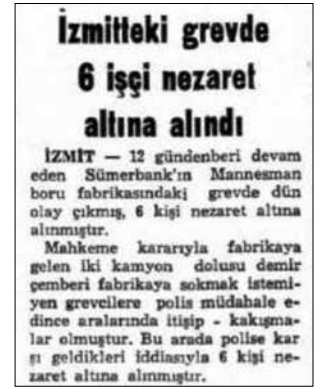 İzmitteki grevde
6 işçi nezaret
altına alındı
İZMİT — 12 gündenberi devam
eden Sümerbank'ın Mannesman
boru fabrikasındaki grevde dün
olay çıkmış, 6 kişi nezaret altına
alınmıştır.
Mahkeme kararıyla fabrikaya
gelen iki kamyon dolusu demir
çemberi fabrikaya sokmak istemi-
yen grevcilere polis müdahale e-
dince aralarında itişip - kakışma-
lar olmuştur. Bu arada polise kar
şı geldikleri iddiasıyla 6 kişi ne-
zaret altına alınmıştır.